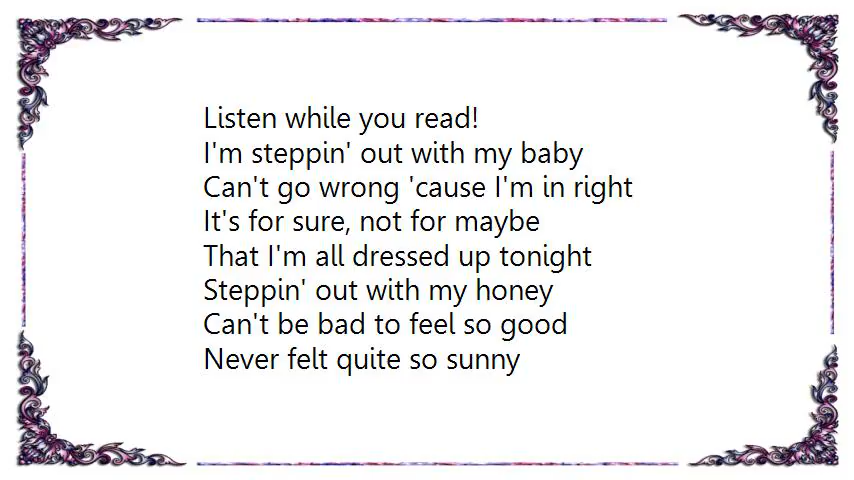 Listen while you read!
I'm steppin' out with my baby
Can't go wrong 'cause I'm in right
It's for sure, not for maybe
That I'm all dressed up tonight
Steppin' out with my honey
Can't be bad to feel so good
Never felt quite so sunny